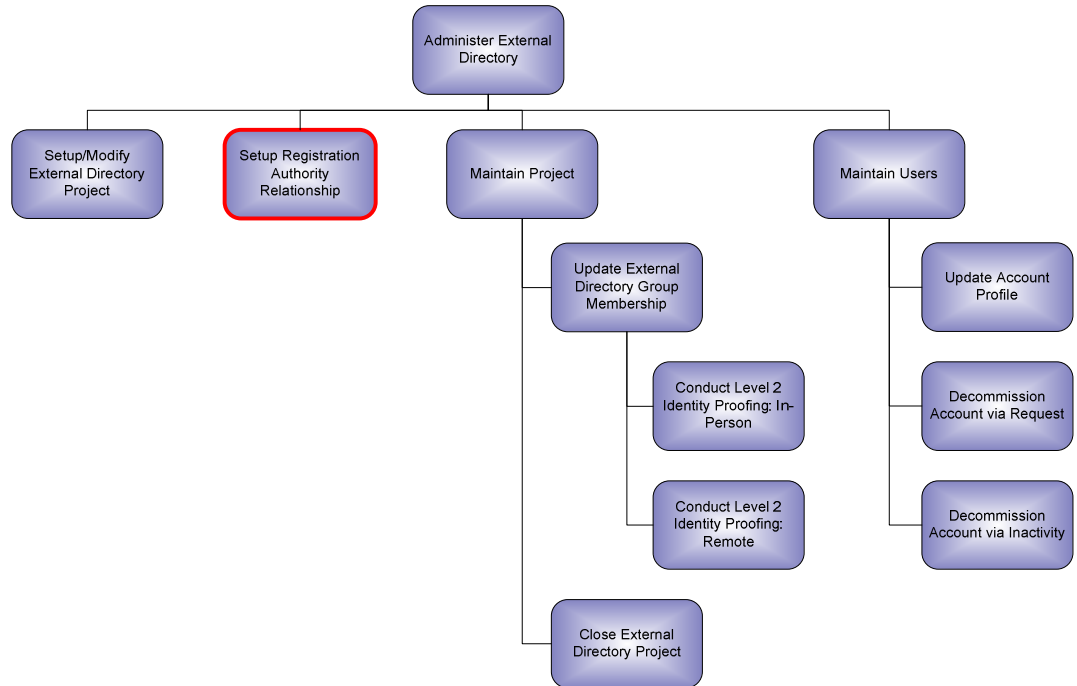 Administer External
Directory
Setup/Modify
External Directory
Project
Setup Registration
Authority
Relationship
Maintain Project
Maintain Users
Update External
Directory Group
Membership
Update Account
Profile
Conduct Level 2
Identity Proofing: In-
Person
Decommission
Account via Request
Conduct Level 2
Identity Proofing:
Remote
Decommission
Account via Inactivity
Close External
Directory Project